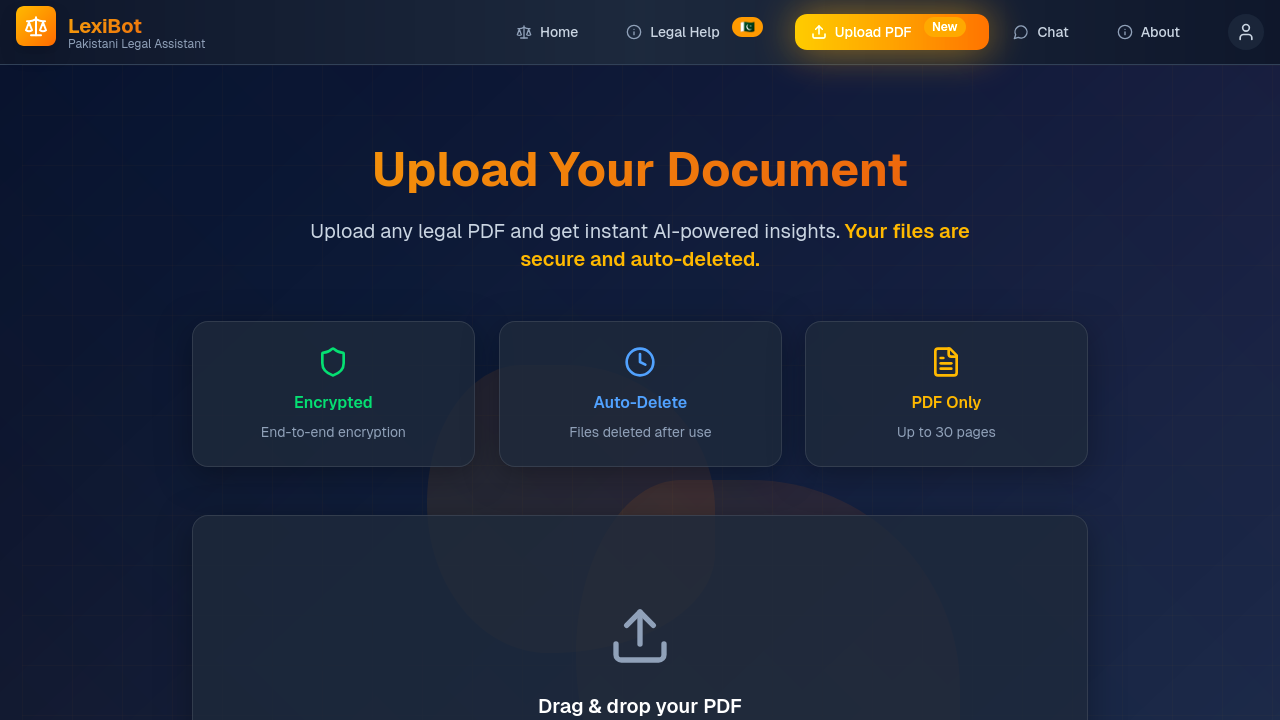 LexiBot
Pakistani Legal Assistant
Home
Legal Help
Upload PDF
New
Chat
About
Upload Your Document
Upload any legal PDF and get instant AI-powered insights. Your files are
secure and auto-deleted.
Encrypted
End-to-end encryption
Auto-Delete
Files deleted after use
PDF Only
Up to 30 pages
Drag & drop your PDF